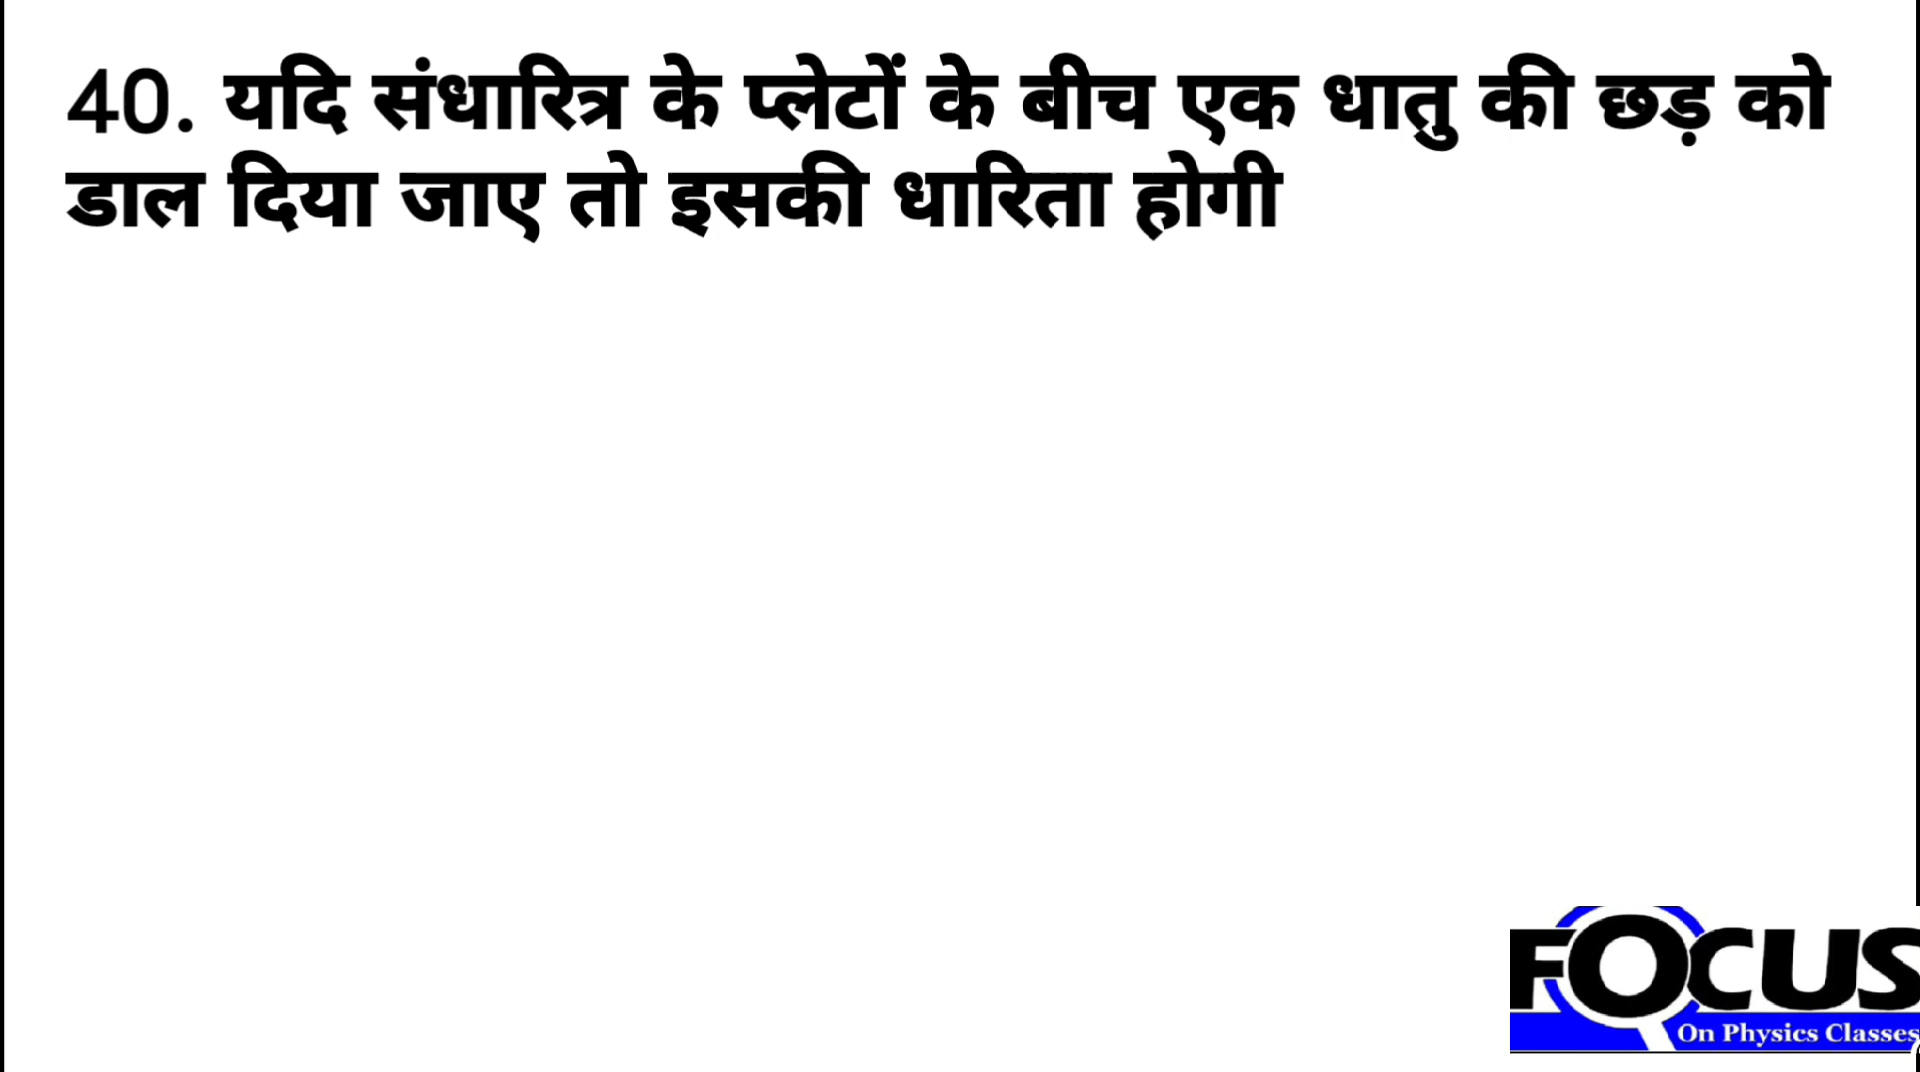 40. यदि संधारित्र के प्लेटों के बीच एक धातु की छड़ को
डाल दिया जाए तो इसकी धारिता होगी
FOCUS
On Physics Classes